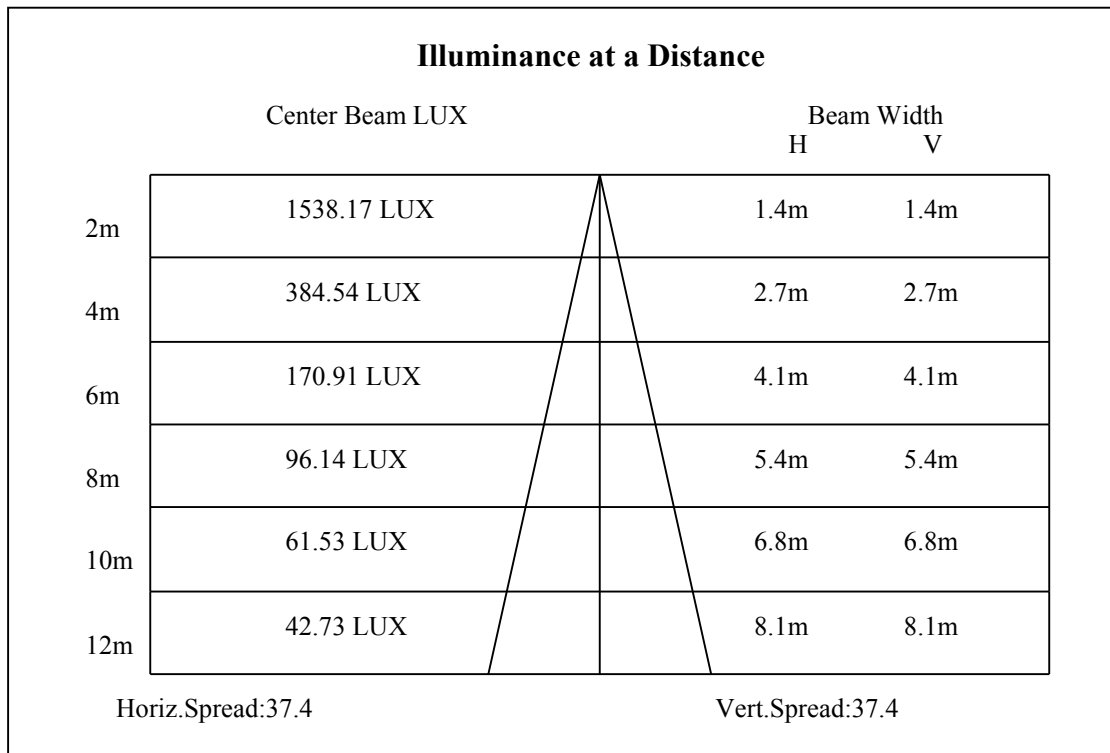 Illuminance at a Distance
Center Beam LUX Beam Width
H V
1538.17 LUX 1.4m 1.4m
2m
384.54 LUX 2.7m 2.7m
4m
170.91 LUX 4.1m 4.1m
6m
96.14 LUX 5.4m 5.4m
8m
61.53 LUX 6.8m 6.8m
10m
42.73 LUX 8.1m 8.1m
12m
Horiz.Spread:37.4 Vert.Spread:37.4